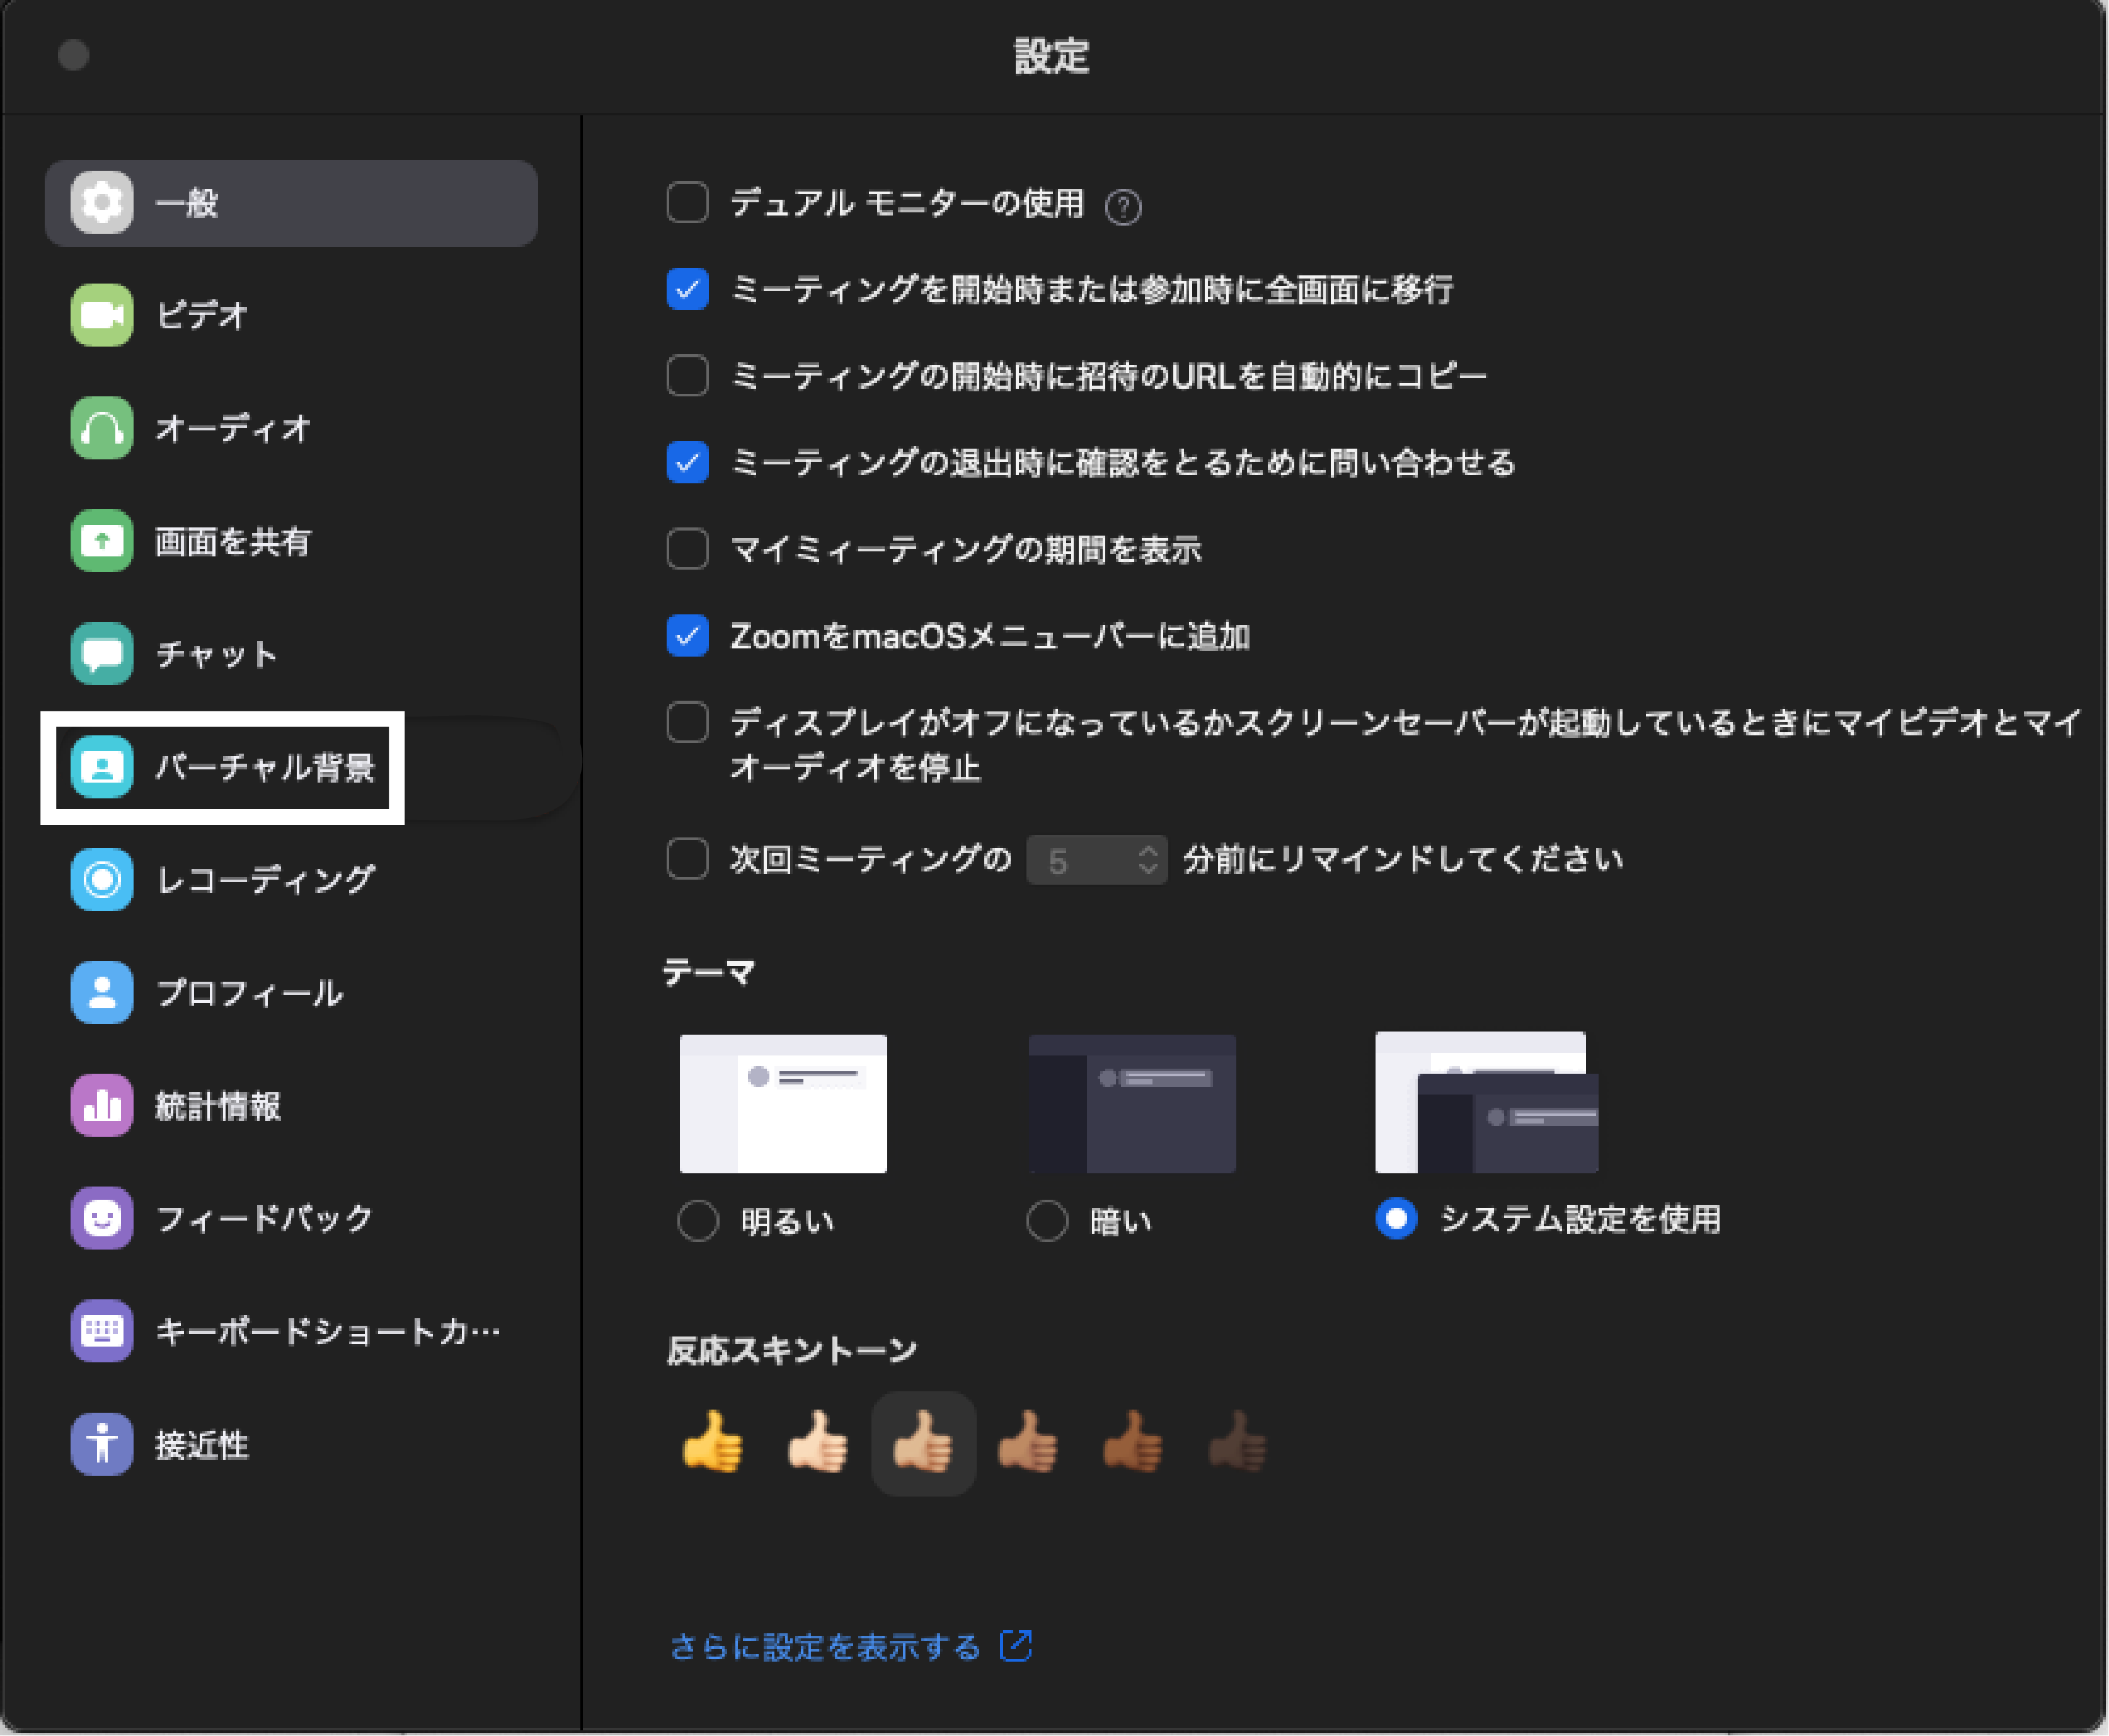 設定
一般
ビデオ
オーディオ
画面を共有
チャット
バーチャル背景
レコーディング
プロフィール
統計情報
フィードバック
キーボードショートカ…
接近性
デュアル モニターの使用 ?
ミーティングを開始時または参加時に全画面に移行
ミーティングの開始時に招待のURLを自動的にコピー
ミーティングの退出時に確認をとるために問い合わせる
マイミィーティングの期間を表示
ZoomをmacOSメニューバーに追加
ディスプレイがオフになっているかスクリーンセーバーが起動しているときにマイビデオとマイ
オーディオを停止
次回ミーティングの 5 分前にリマインドしてください
テーマ
明るい 暗い システム設定を使用
反応スキントーン
さらに設定を表示する